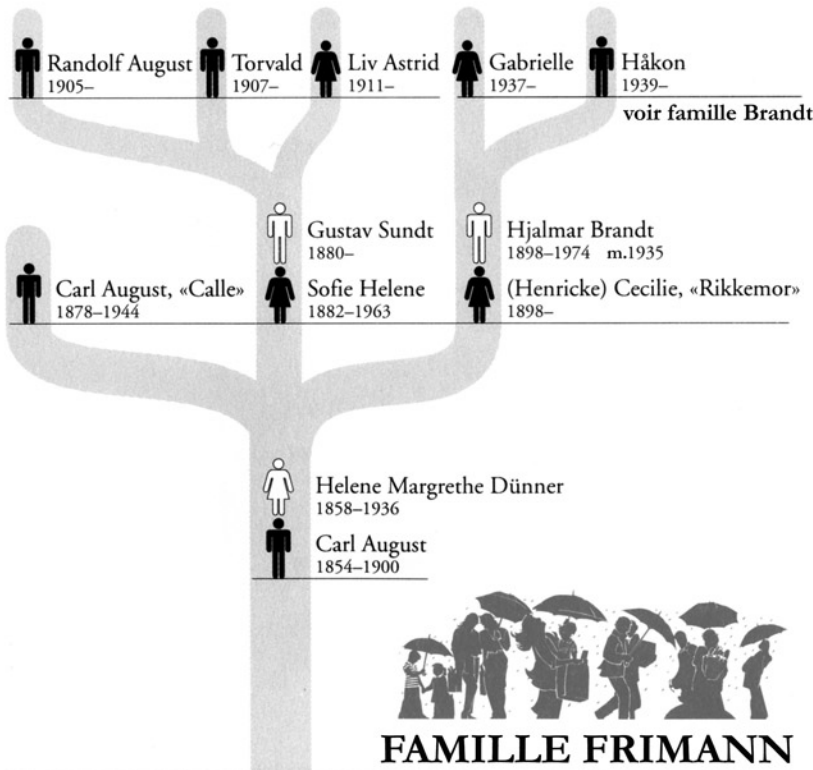 Randolf August
1905–
Torvald
1907–
Liv Astrid
1911–
Gabrielle
1937–
Håkon
1939–
voir famille Brandt
Gustav Sundt
1880–
Hjalmar Brandt
1898–1974 m.1935
Carl August, «Calle»
1878–1944
Sofie Helene
1882–1963
(Henricke) Cecilie, «Rikkemor»
1898–
Helene Margrethe Dünner
1858–1936
Carl August
1854–1900
FAMILLE FRIMANN